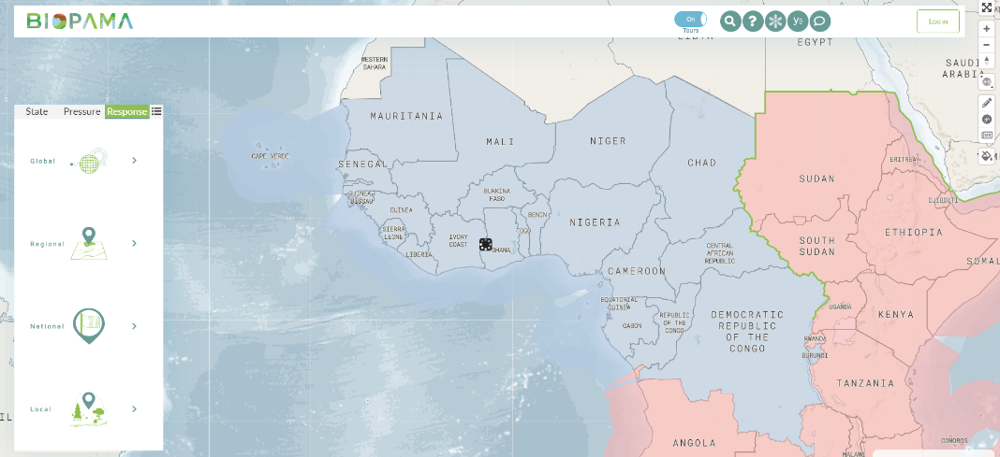 BIOPAMA
On
Tours
LOG IN
State
Pressure
Response
Global
Regional
National
Local
WESTERN
SAHARA
EGYPT
MAURITANIA
MALI
NIGER
CHAD
SUDAN
ERITREA
DJIBOUTI
CAPE VERDE
SENEGAL
GUINEA-
BISSAU
GUINEA
SIERRA
LEONE
LIBERIA
IVORY
COAST
BURKINA
FASO
GHANA
TOGO
BENIN
NIGERIA
CAMEROON
CENTRAL
AFRICAN
REPUBLIC
SOUTH
SUDAN
ETHIOPIA
SOMAL
EQUATORIAL
GUINEA
GABON
REPUBLIC
OF THE
CONGO
DEMOCRATIC
REPUBLIC
OF THE
CONGO
UGANDA
KENYA
RWANDA
BURUNDI
TANZANIA
ANGOLA
MALAWI
COMOROS
SAUDI
ARABIA